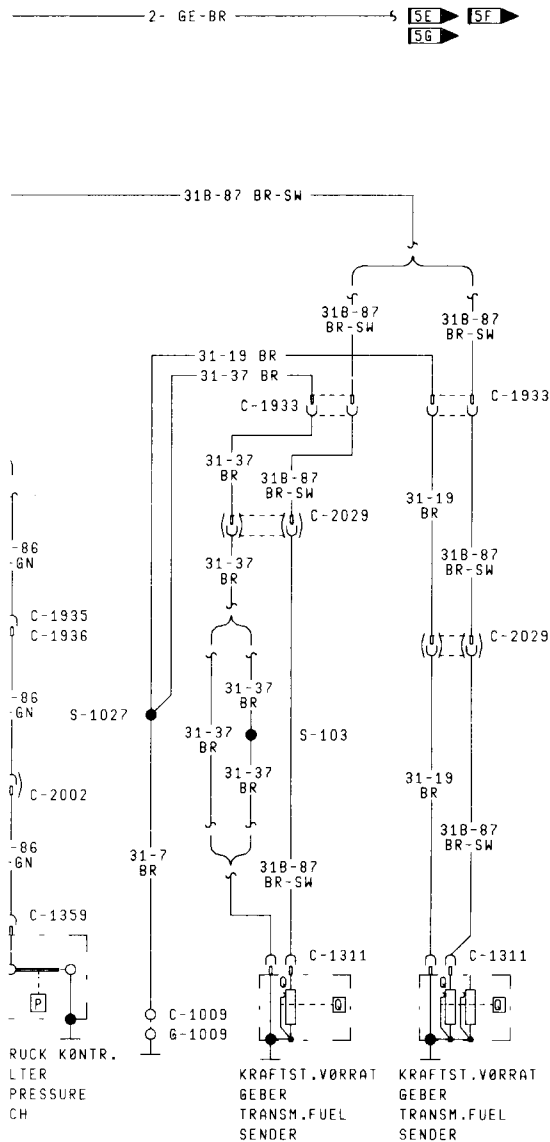 2- GE-BR
5E
5F
5G
31B-87 BR-SW
31B-87
BR-SW
31B-87
BR-SW
31-19 BR
31-37 BR
C-1933
C-1933
31-37
BR
31B-87
BR-SW
C-2029
31-19
BR
-86
-GN
31-37
BR
31B-87
BR-SW
C-1935
C-1936
C-2029
-86
-GN
31-37
BR
S-1027
31-37
BR
S-103
31-37
BR
31-19
BR
C-2002
-86
-GN
31-7
BR
31B-87
BR-SW
31B-87
BR-SW
C-1359
C-1311
C-1311
P
Q
Q
Q
Q
C-1009
G-1009
RUCK KØNTR.
LTER
PRESSURE
CH
KRAFTST.VØRRAT
GEBER
TRANSM.FUEL
SENDER
KRAFTST.VØRRAT
GEBER
TRANSM.FUEL
SENDER